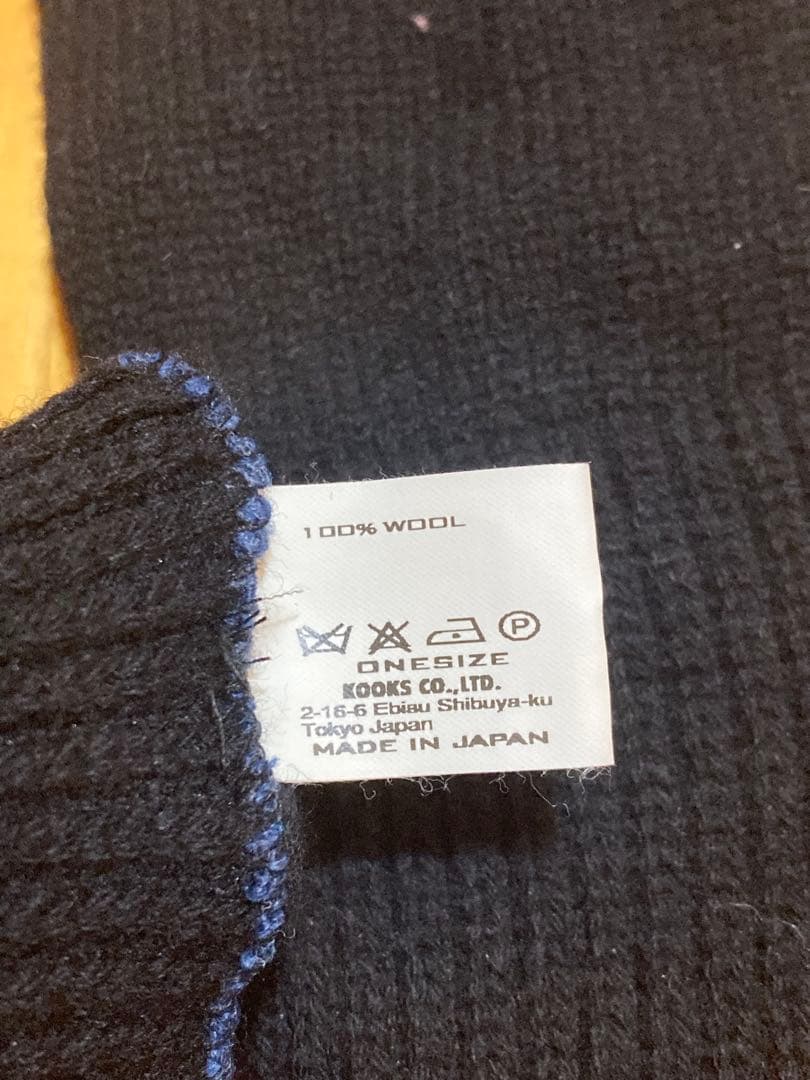 100% WOOL
P
ONESIZE
KOOKS CO.,LTD.
2-16-6 Ebiau Shibuya-ku
Tokyo Japan
MADE IN JAPAN